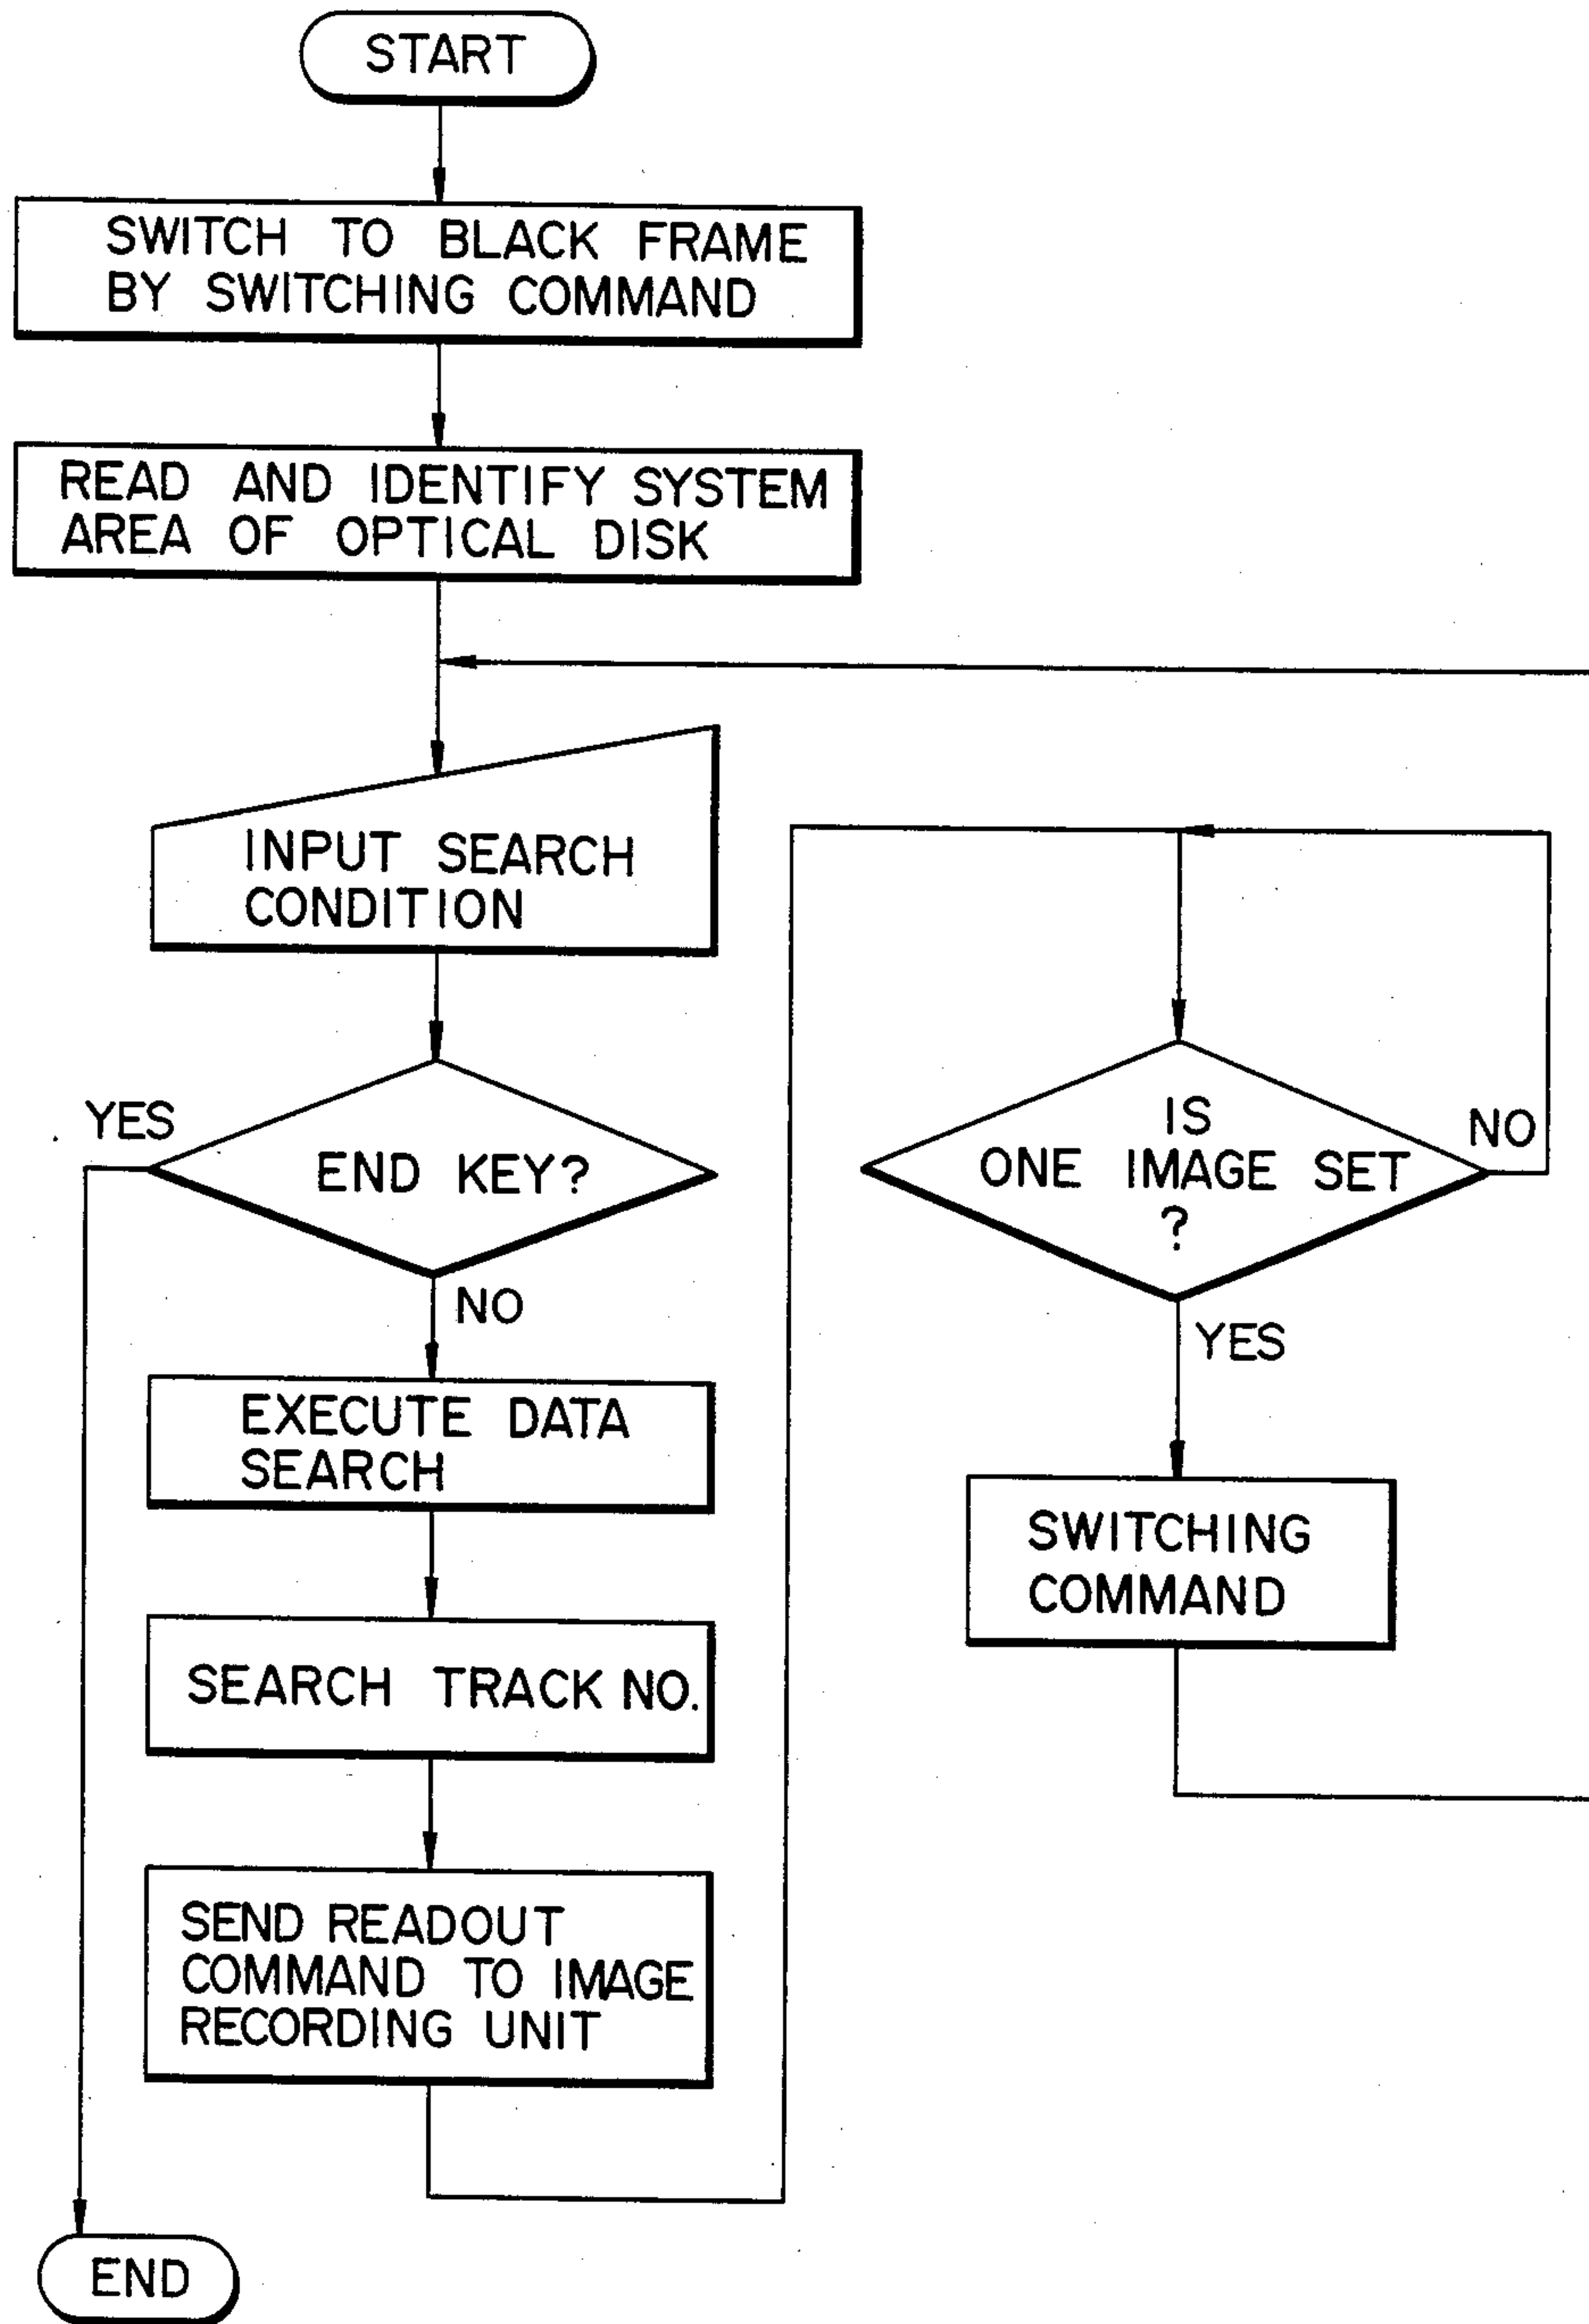 START
SWITCH TO BLACK FRAME
BY SWITCHING COMMAND
READ AND IDENTIFY SYSTEM
AREA OF OPTICAL DISK
INPUT SEARCH
CONDITION
YES
END KEY?
NO
EXECUTE DATA
SEARCH
SEARCH TRACK NO.
SEND READOUT
COMMAND TO IMAGE
RECORDING UNIT
END
IS
ONE IMAGE SET
?
NO
YES
SWITCHING
COMMAND